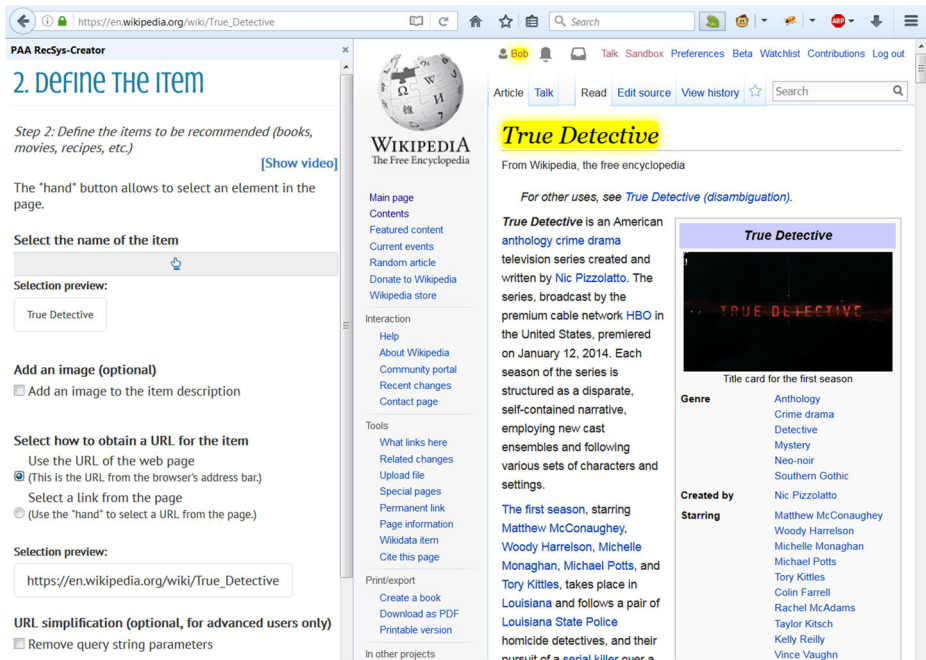 https://en.wikipedia.org/wiki/True_Detective
Search
ABP
PAA RecSys-Creator
2. Define the item
Step 2: Define the items to be recommended (books,
movies, recipes, etc.)
[Show video]
The "hand" button allows to select an element in the
page.
Select the name of the item
Selection preview:
True Detective
Add an image (optional)
Add an image to the item description
Select how to obtain a URL for the item
Use the URL of the web page
(This is the URL from the browser's address bar.)
Select a link from the page
(Use the "hand" to select a URL from the page.)
Selection preview:
https://en.wikipedia.org/wiki/True_Detective
URL simplification (optional, for advanced users only)
Remove query string parameters
WIKIPEDIA
The Free Encyclopedia
Main page
Contents
Featured content
Current events
Random article
Donate to Wikipedia
Wikipedia store
Interaction
Help
About Wikipedia
Community portal
Recent changes
Contact page
Tools
What links here
Related changes
Upload file
Special pages
Permanent link
Page information
Wikidata item
Cite this page
Print/export
Create a book
Download as PDF
Printable version
In other projects
Bob Talk Sandbox Preferences Beta Watchlist Contributions Log out
Article Talk Read Edit source View history Search
True Detective
From Wikipedia, the free encyclopedia
For other uses, see True Detective (disambiguation).
True Detective is an American
anthology crime drama
television series created and
written by Nic Pizzolatto. The
series, broadcast by the
premium cable network HBO in
the United States, premiered
on January 12, 2014. Each
season of the series is
structured as a disparate,
self-contained narrative,
employing new cast
ensembles and following
various sets of characters and
settings.
The first season, starring
Matthew McConaughey,
Woody Harrelson, Michelle
Monaghan, Michael Potts, and
Tory Kittles, takes place in
Louisiana and follows a pair of
Louisiana State Police
homicide detectives, and their
pursuit of a serial killer over a
True Detective
TRUE DETECTIVE
Title card for the first season
Genre Anthology
Crime drama
Detective
Mystery
Neo-noir
Southern Gothic
Created by Nic Pizzolatto
Starring Matthew McConaughey
Woody Harrelson
Michelle Monaghan
Michael Potts
Tory Kittles
Colin Farrell
Rachel McAdams
Taylor Kitsch
Kelly Reilly
Vince Vaughn